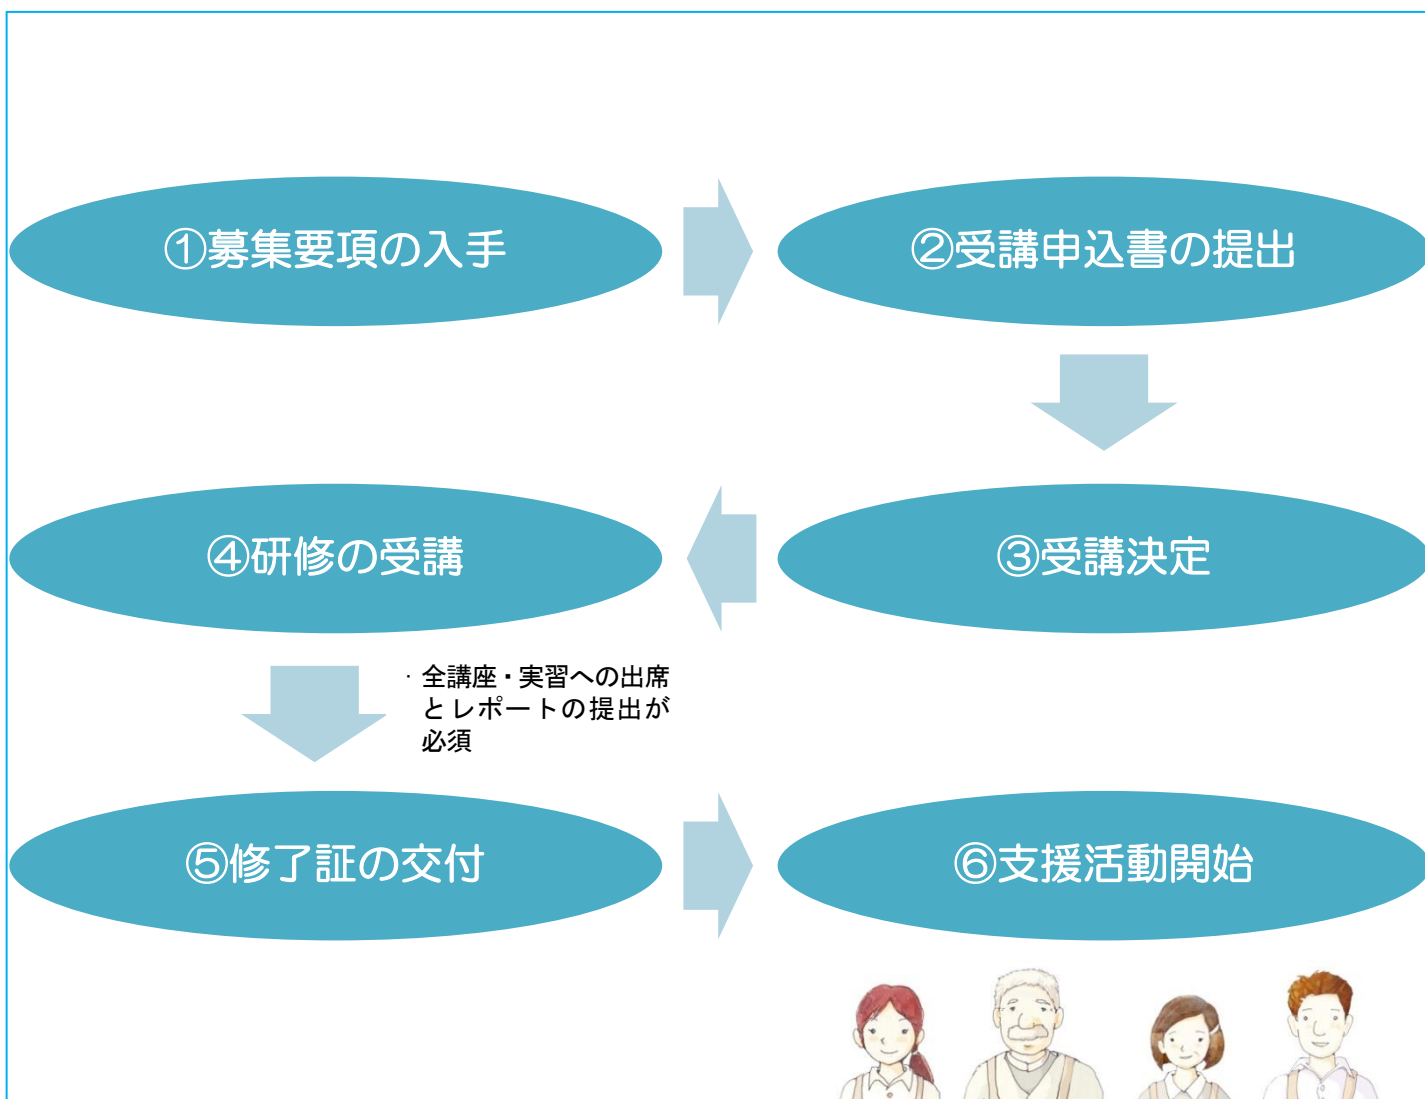 ①募集要項の入手
②受講申込書の提出
③受講決定
④研修の受講
・全講座・実習への出席
とレポートの提出が
必須
⑤修了証の交付
⑥支援活動開始